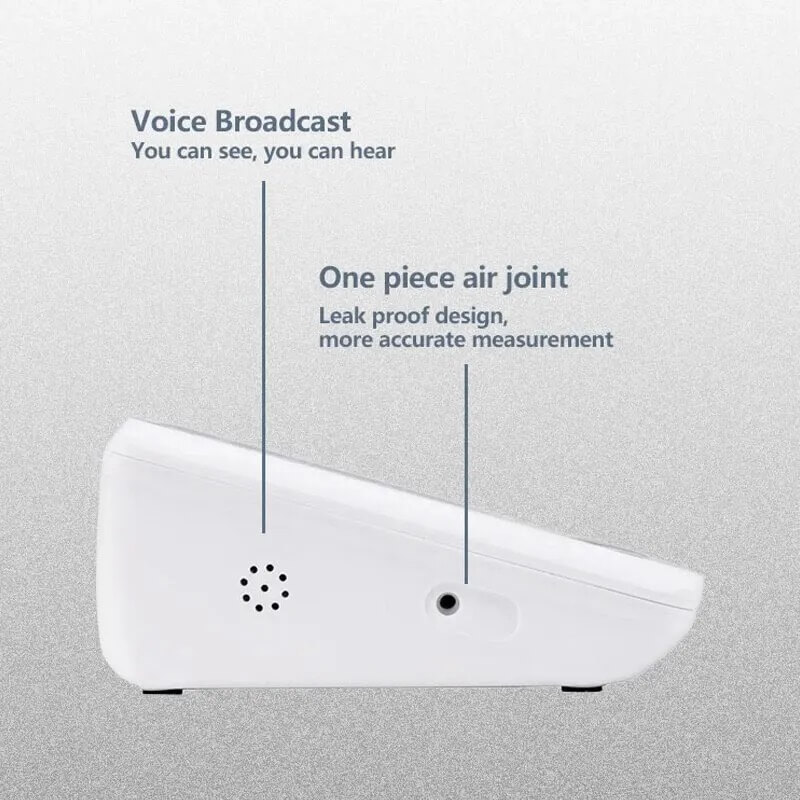 Voice Broadcast
You can see, you can hear
One piece air joint
Leak proof design,
more accurate measurement